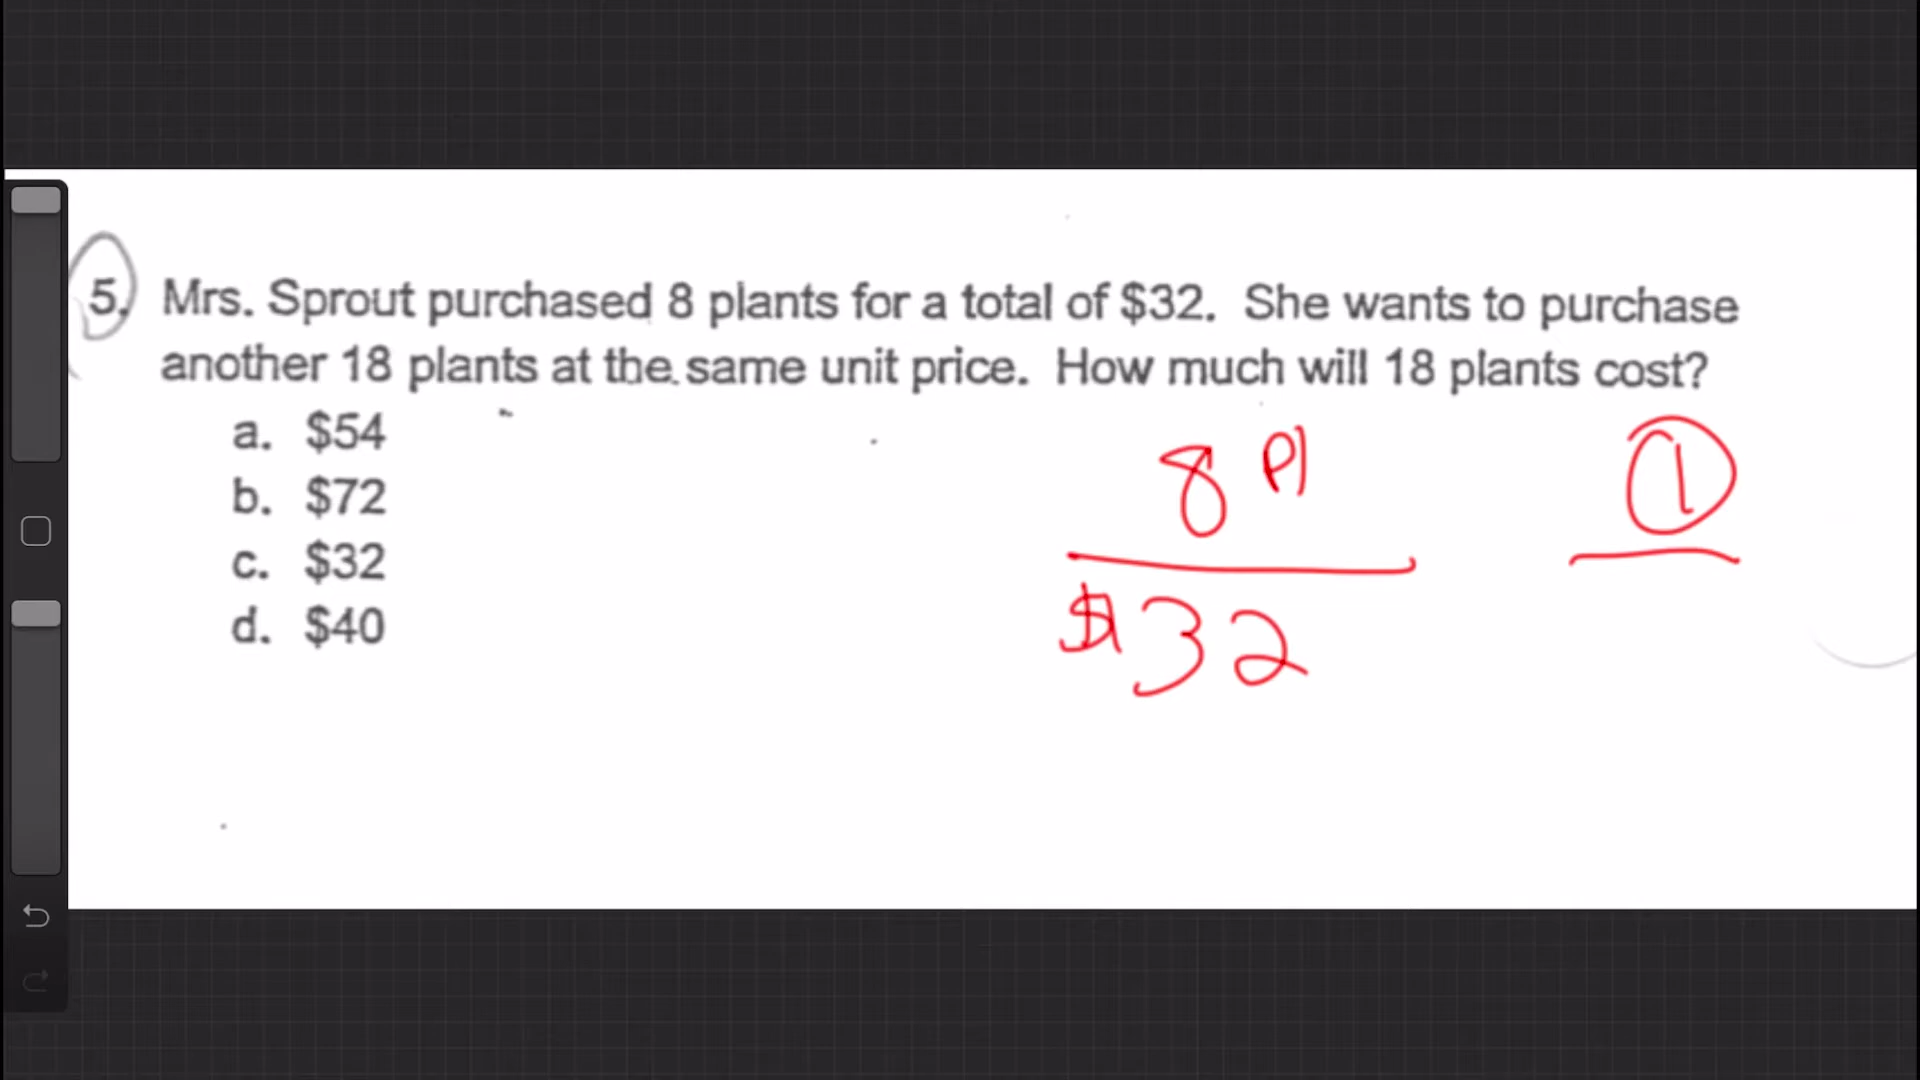 5. Mrs. Sprout purchased 8 plants for a total of $32. She wants to purchase
another 18 plants at the same unit price. How much will 18 plants cost?
a. $54
b. $72
c. $32
d. $40
8 pl
$32
1